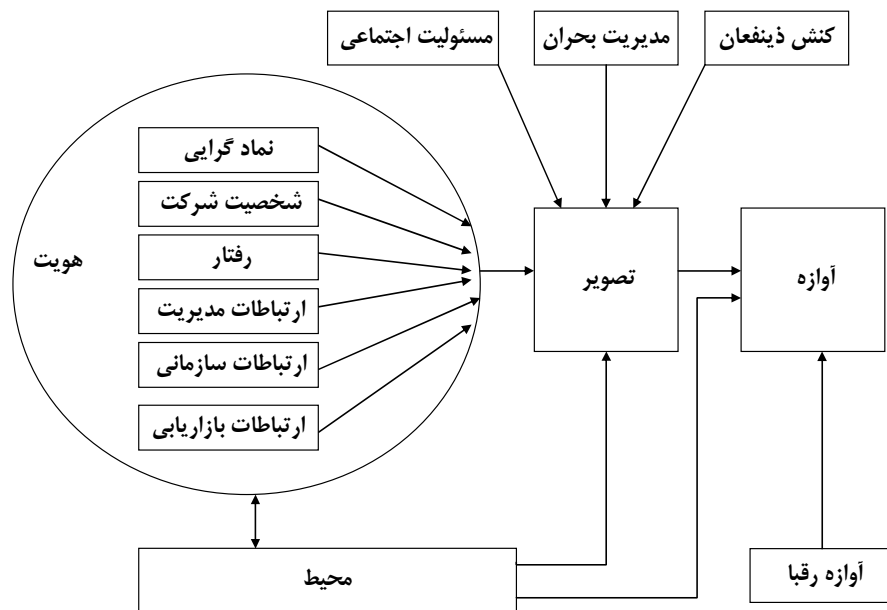 کنش ذینفعان
مدیریت بحران
مسئولیت اجتماعی
نماد گرایی
شخصیت شرکت
رفتار
ارتباطات مدیریت
ارتباطات سازمانی
ارتباطات بازاریابی
هویت
تصویر
آوازه
محیط
آوازه رقبا